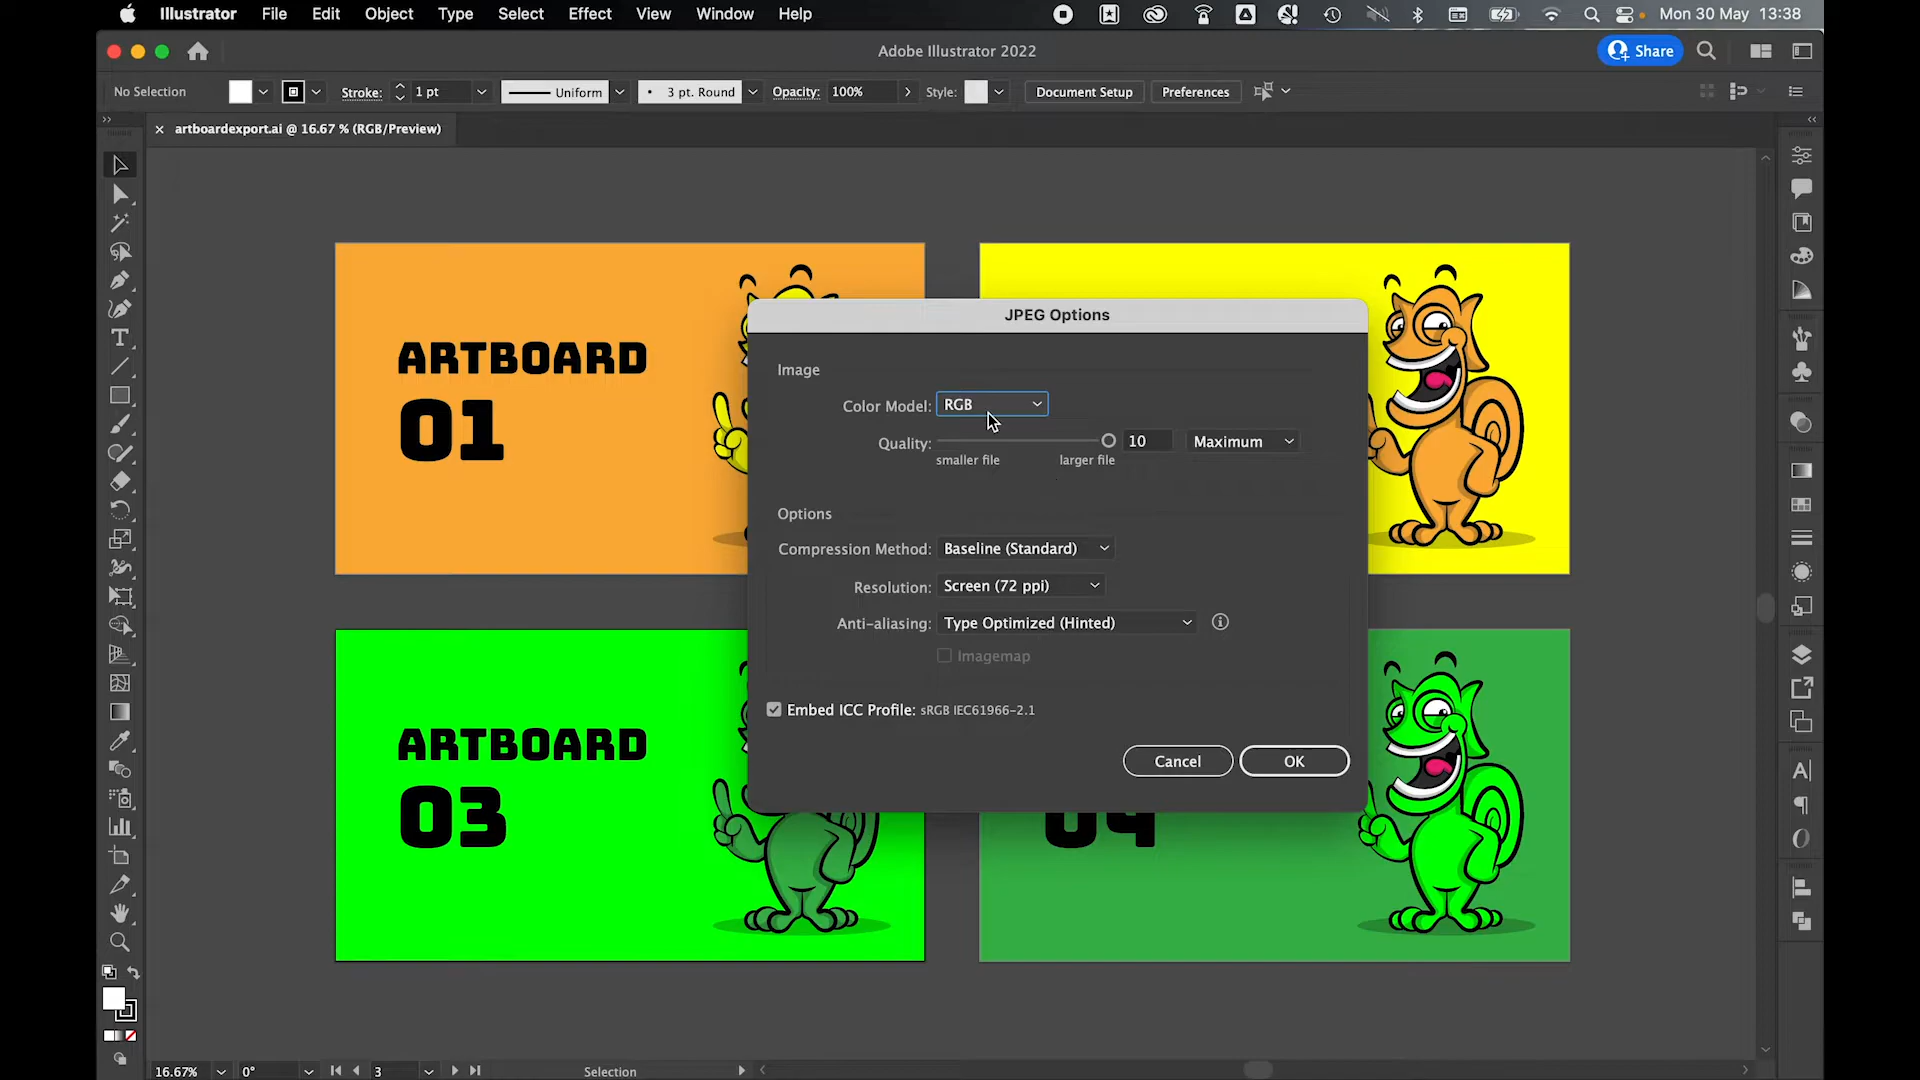 Illustrator File Edit Object Type Select Effect View Window Help Mon 30 May 13:38
Adobe Illustrator 2022
Share
No Selection Stroke: 1 pt Uniform 3 pt. Round Opacity: 100% Style: Document Setup Preferences
artboardexport.ai @ 16.67 % (RGB/Preview)
ARTBOARD
01
JPEG Options
Image
Color Model: RGB
Quality: 10 Maximum
smaller file larger file
Options
Compression Method: Baseline (Standard)
Resolution: Screen (72 ppi)
Anti-aliasing: Type Optimized (Hinted)
Imagemap
Embed ICC Profile: sRGB IEC61966-2.1
Cancel OK
ARTBOARD
03
04
16.67% 0° 3 Selection